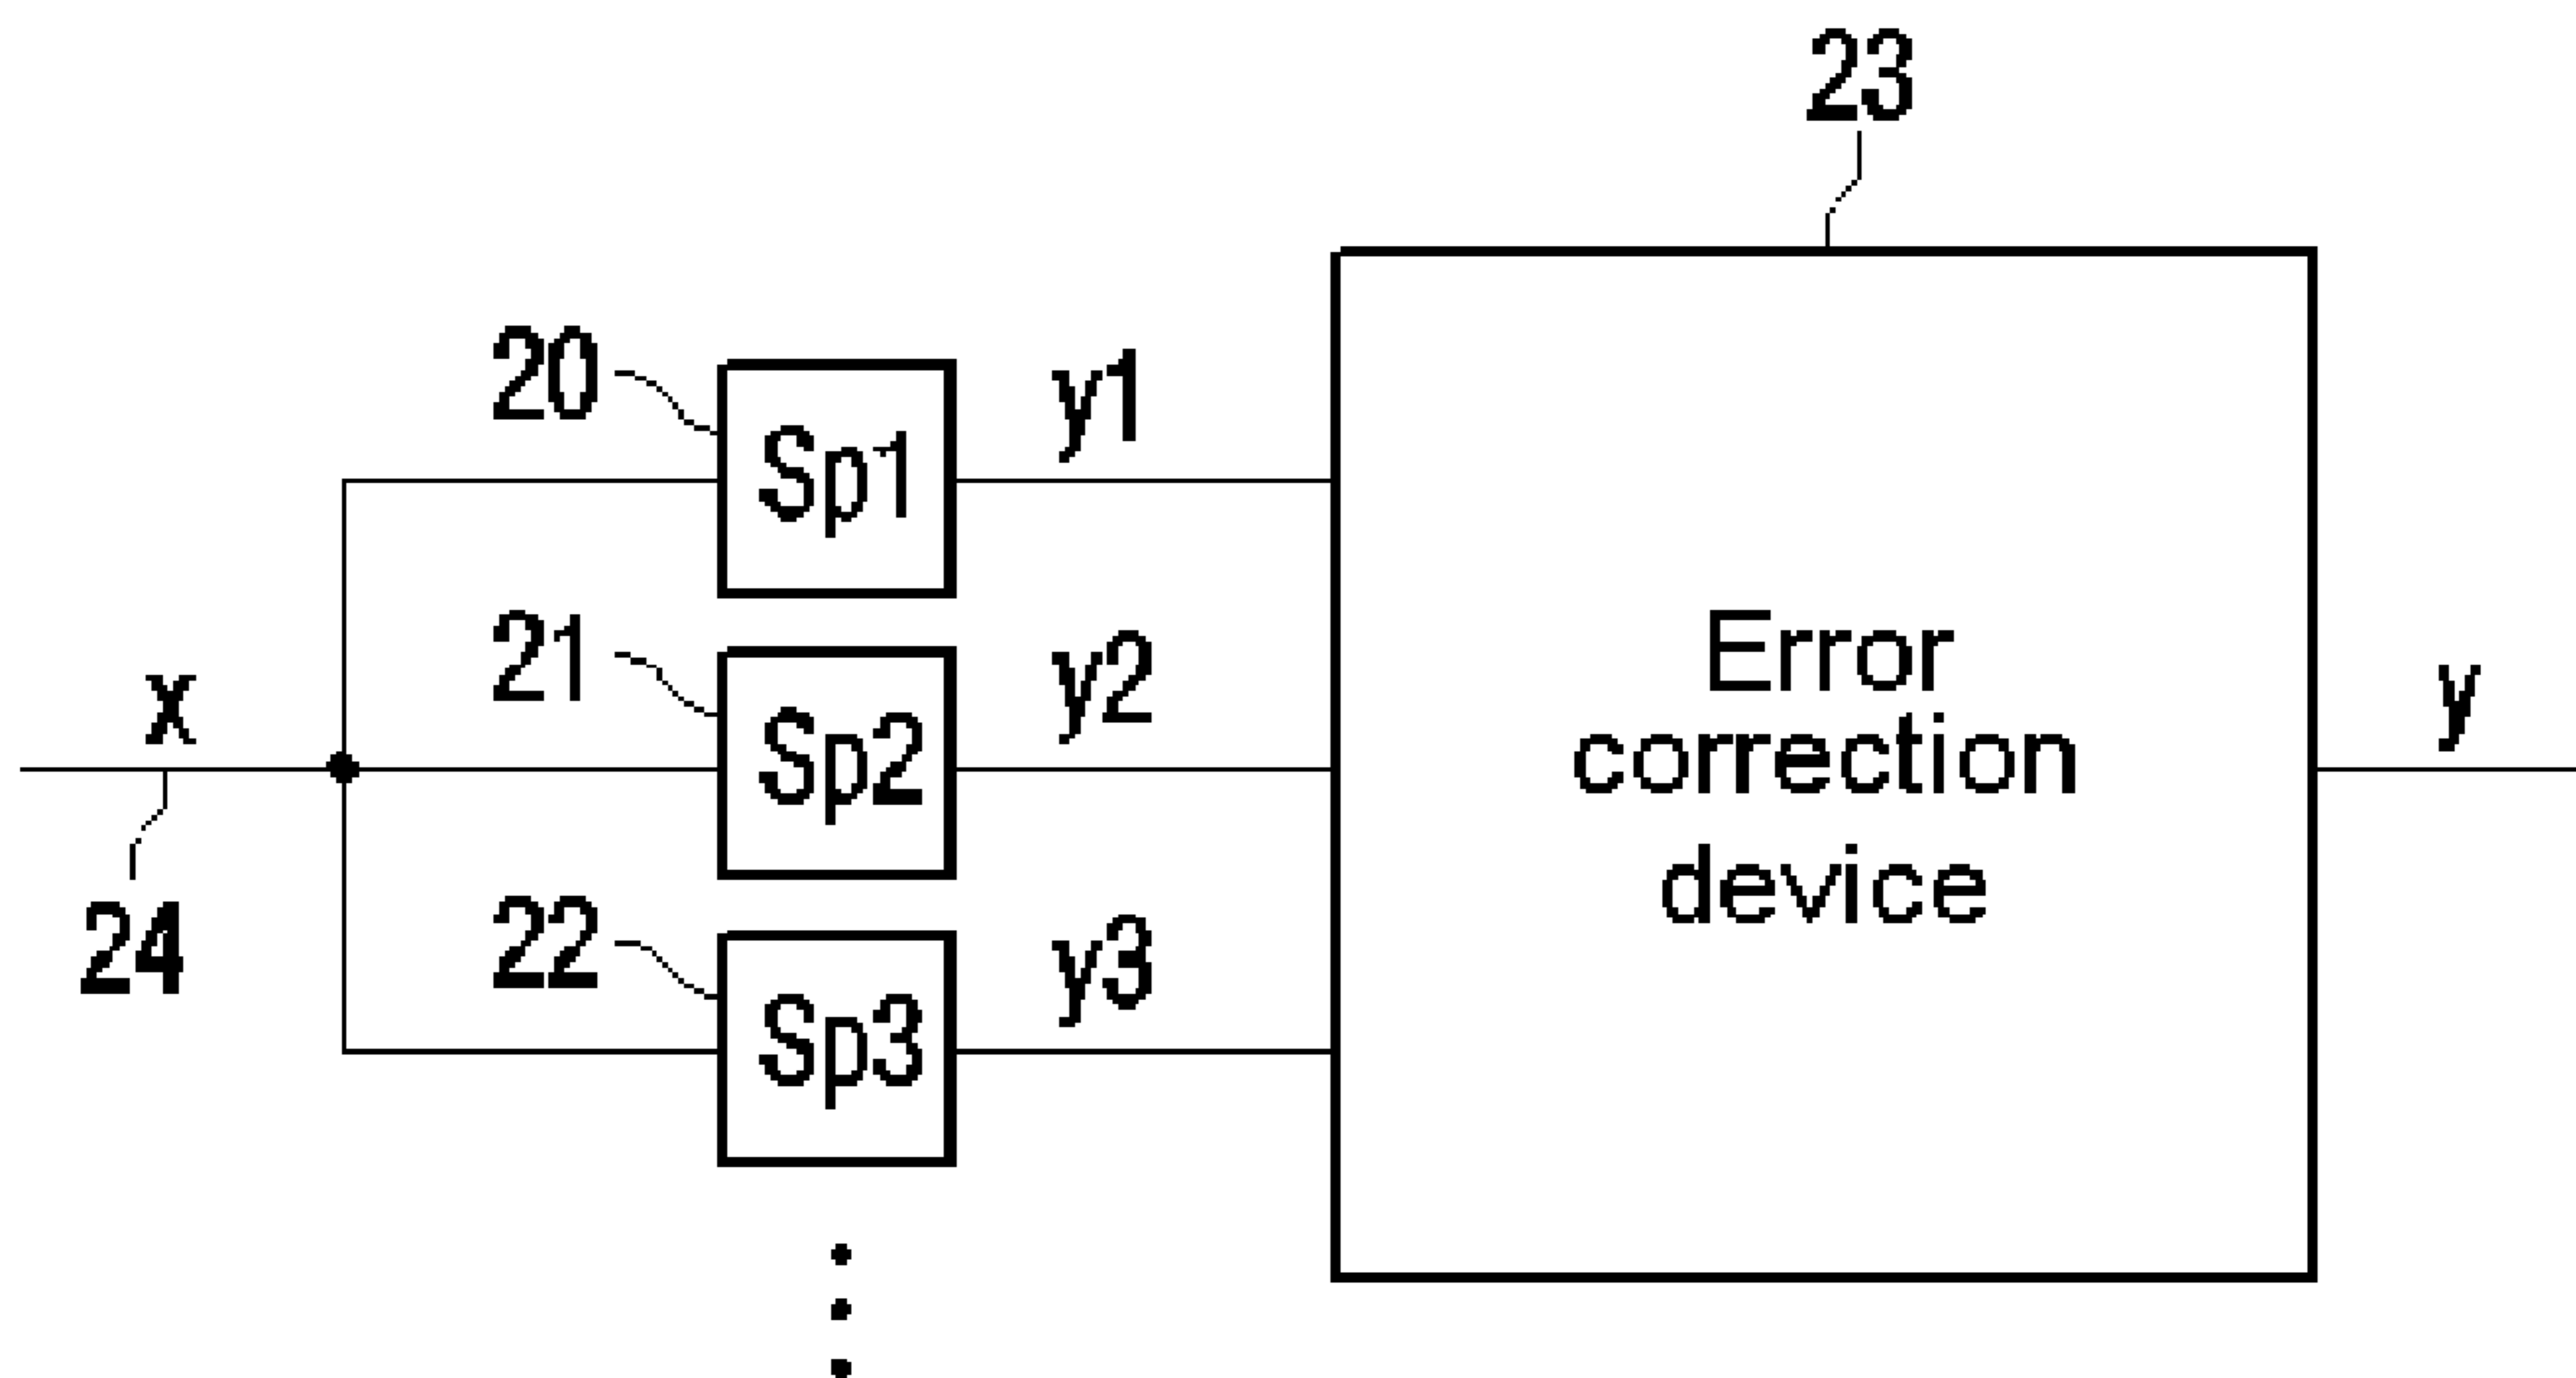 23
20
Sp1
y1
21
Sp2
y2
x
24
22
Sp3
y3
Error
correction
device
y